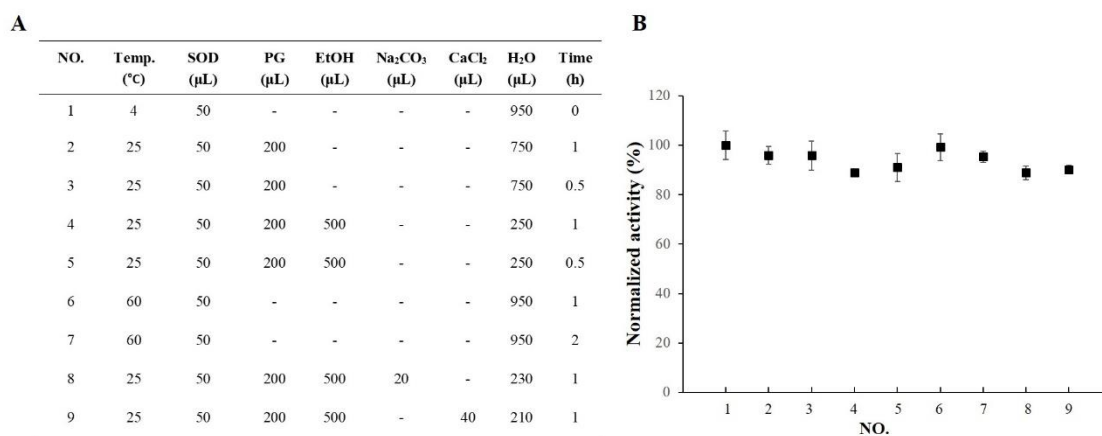 A
NO. Temp. (°C) SOD (μL) PG (μL) EtOH (μL) Na₂CO₃ (μL) CaCl₂ (μL) H₂O (μL) Time (h)
1 4 50 - - - - 950 0
2 25 50 200 - - - 750 1
3 25 50 200 - - - 750 0.5
4 25 50 200 500 - - 250 1
5 25 50 200 500 - - 250 0.5
6 60 50 - - - - 950 1
7 60 50 - - - - 950 2
8 25 50 200 500 20 - 230 1
9 25 50 200 500 - 40 210 1
B
Normalized activity (%)
120
100
80
60
40
20
0
1 2 3 4 5 6 7 8 9
NO.